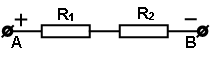 + R₁ R₂ −
A B